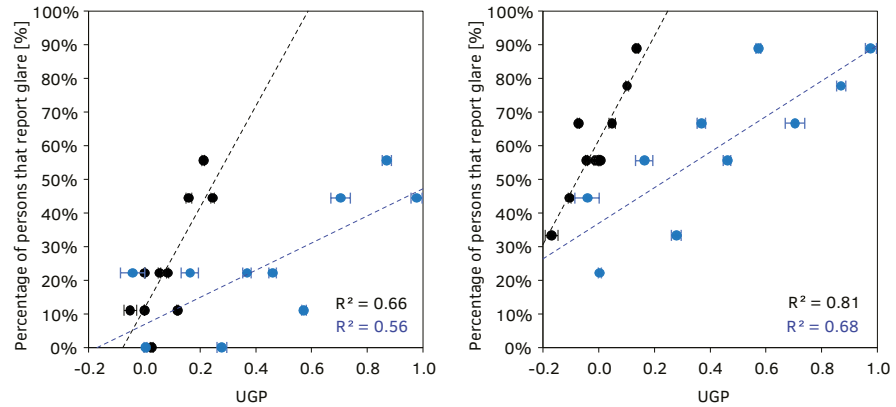 Percentage of persons that report glare [%]
100%
90%
80%
70%
60%
50%
40%
30%
20%
10%
0%
-0.2 0.0 0.2 0.4 0.6 0.8 1.0
UGP
R² = 0.66
R² = 0.56
Percentage of persons that report glare [%]
100%
90%
80%
70%
60%
50%
40%
30%
20%
10%
0%
-0.2 0.0 0.2 0.4 0.6 0.8 1.0
UGP
R² = 0.81
R² = 0.68